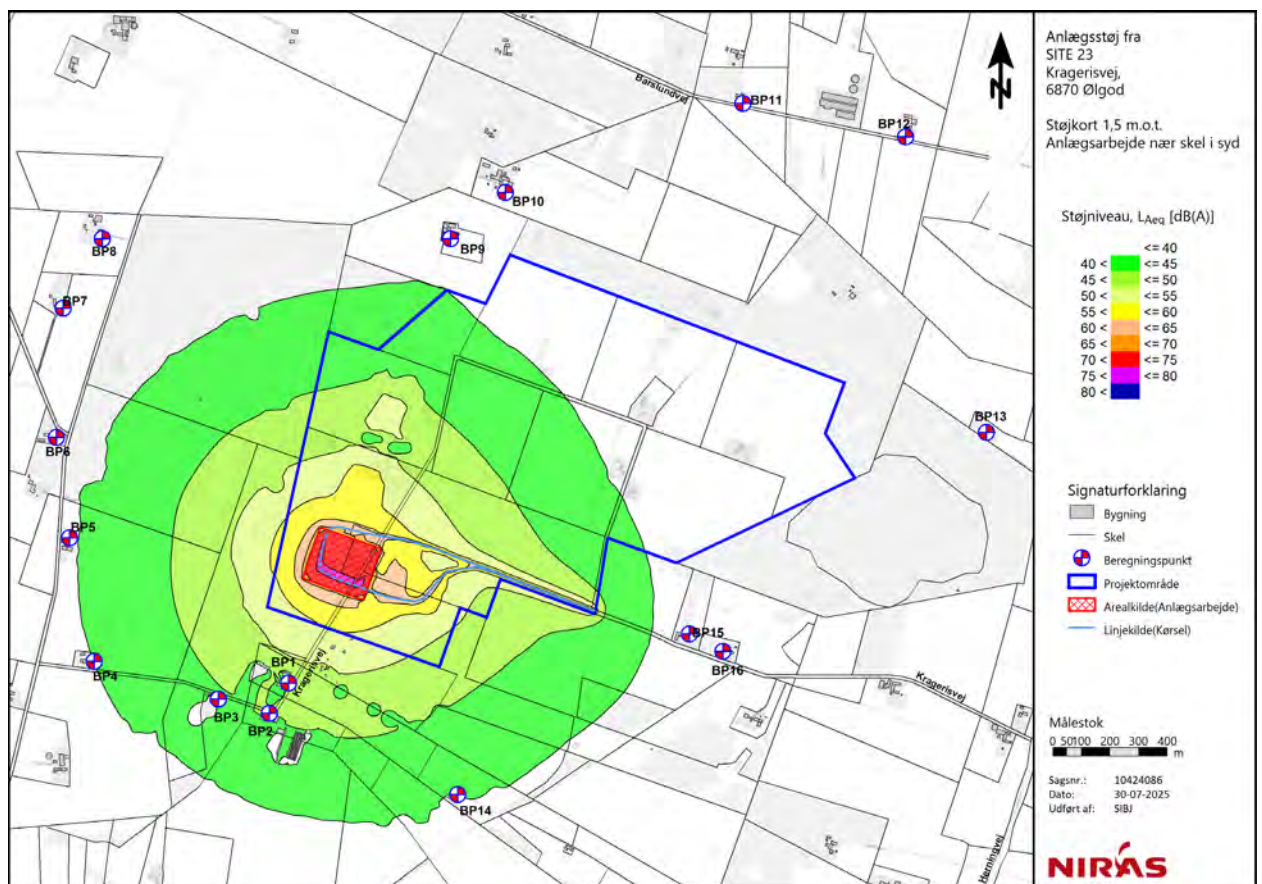 Anlægsstøj fra
SITE 23
Kragerisvej,
6870 Ølgod
Støjkort 1,5 m.o.t.
Anlægsarbejde nær skel i syd
Støjniveau, LAeq [dB(A)]
<= 40
40 < <= 45
45 < <= 50
50 < <= 55
55 < <= 60
60 < <= 65
65 < <= 70
70 < <= 75
75 < <= 80
80 <
Signaturforklaring
Bygning
Skel
Beregningspunkt
Projektområde
Arealkilde(Anlægsarbejde)
Linjekilde(Kørsel)
Målestok
0 50100 200 300 400
m
Sagsnr.: 10424086
Dato: 30-07-2025
Udført af: SIBJ
NIRAS
N
Barslundvej
BP11
BP12
BP10
BP9
BP8
BP7
BP13
BP6
BP5
BP15
BP16
BP4
BP1
Kragerisvej
BP3
BP2
Kragerisvej
BP14
Herningvej